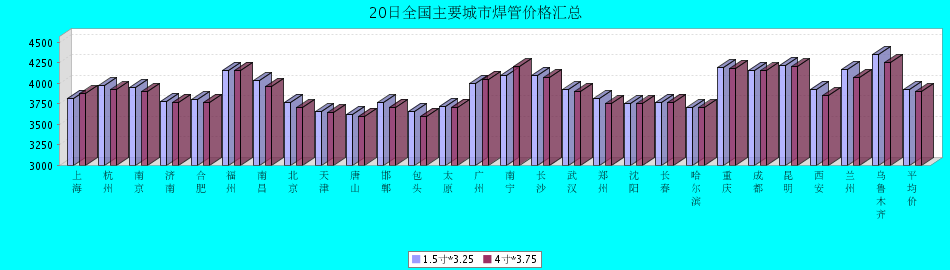 20日全国主要城市焊管价格汇总
4500
4250
4000
3750
3500
3250
3000
上海
杭州
南京
济南
合肥
福州
南昌
北京
天津
唐山
邯郸
包头
太原
广州
南宁
长沙
武汉
郑州
沈阳
长春
哈尔滨
重庆
成都
昆明
西安
兰州
乌鲁木齐
平均价
1.5寸*3.25
4寸*3.75